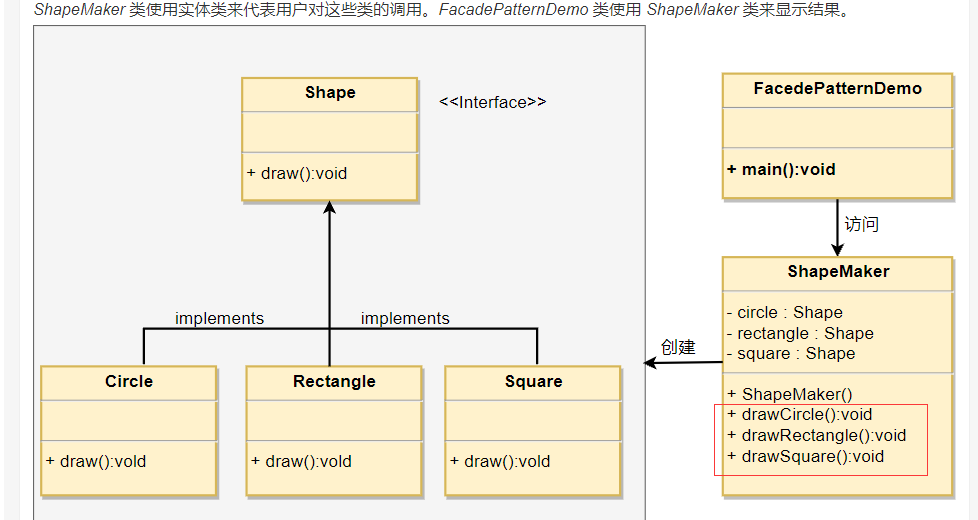 ShapeMaker 类使用实体类来代表用户对这些类的调用。FacadePatternDemo 类使用 ShapeMaker 类来显示结果。
Shape
<<Interface>>
+ draw():void
implements
implements
Circle
+ draw():vold
Rectangle
+ draw():vold
Square
+ draw():vold
FacedePatternDemo
+ main():void
访问
创建
ShapeMaker
- circle : Shape
- rectangle : Shape
- square : Shape
+ ShapeMaker()
+ drawCircle():void
+ drawRectangle():void
+ drawSquare():void